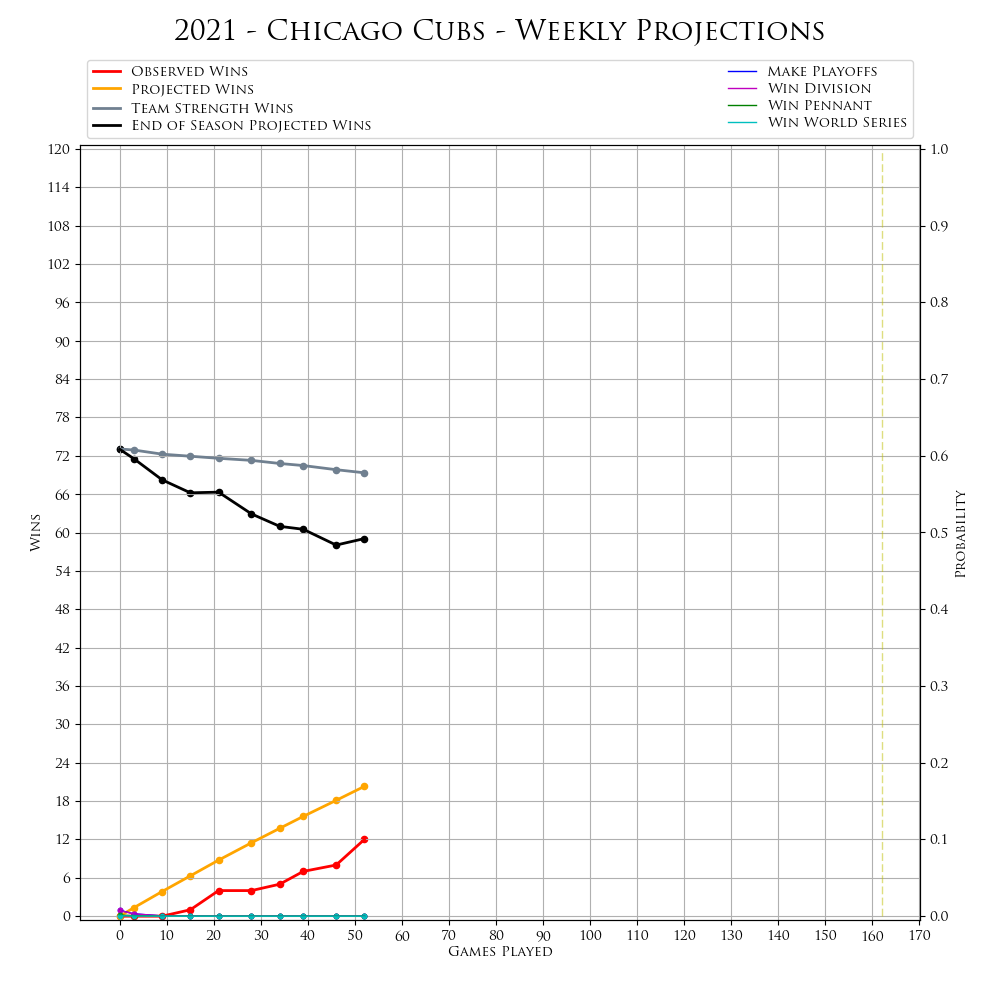 2021 - Chicago Cubs - Weekly Projections
Observed Wins
Projected Wins
Team Strength Wins
End of Season Projected Wins
Make Playoffs
Win Division
Win Pennant
Win World Series
120
114
108
102
96
90
84
78
72
66
60
54
48
42
36
30
24
18
12
6
0
Wins
1.0
0.9
0.8
0.7
0.6
0.5
0.4
0.3
0.2
0.1
0.0
Probability
0 10 20 30 40 50 60 70 80 90 100 110 120 130 140 150 160 170
Games Played